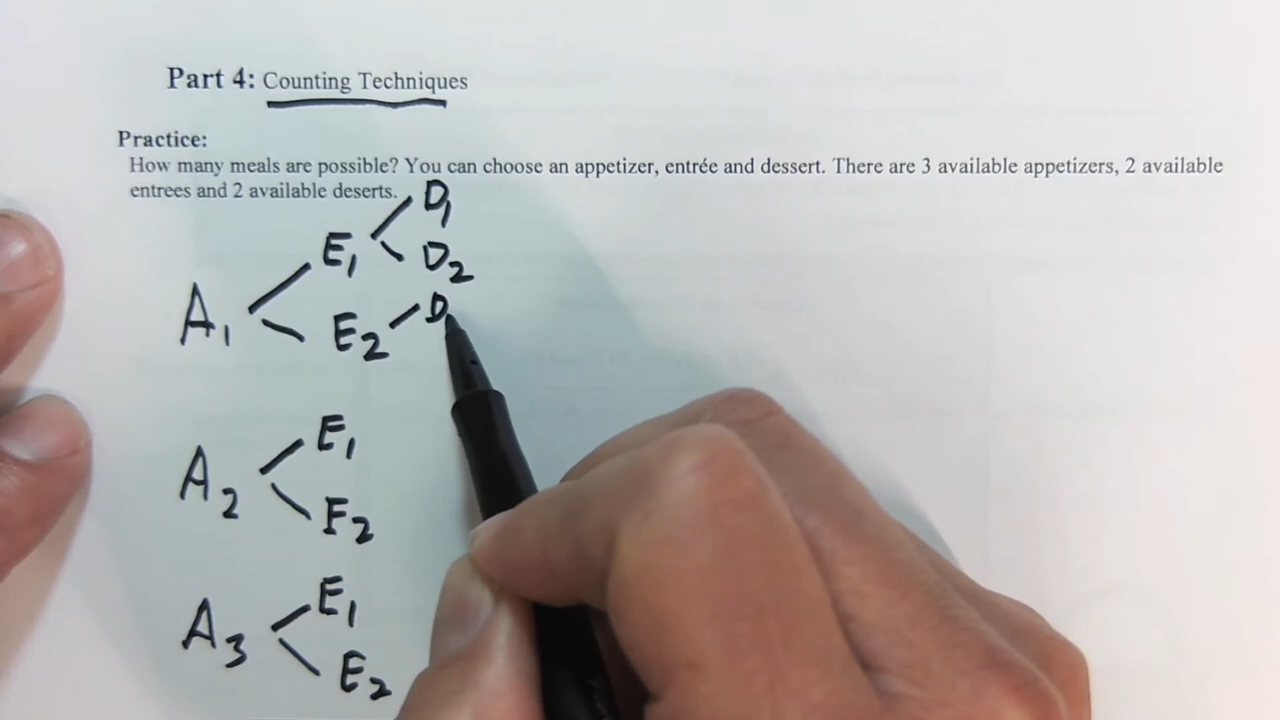 Part 4: Counting Techniques
Practice:
How many meals are possible? You can choose an appetizer, entrée and dessert. There are 3 available appetizers, 2 available
entrees and 2 available deserts.
D1
E1
D2
A1
D
E2
E1
A2
E2
E1
A3
E2